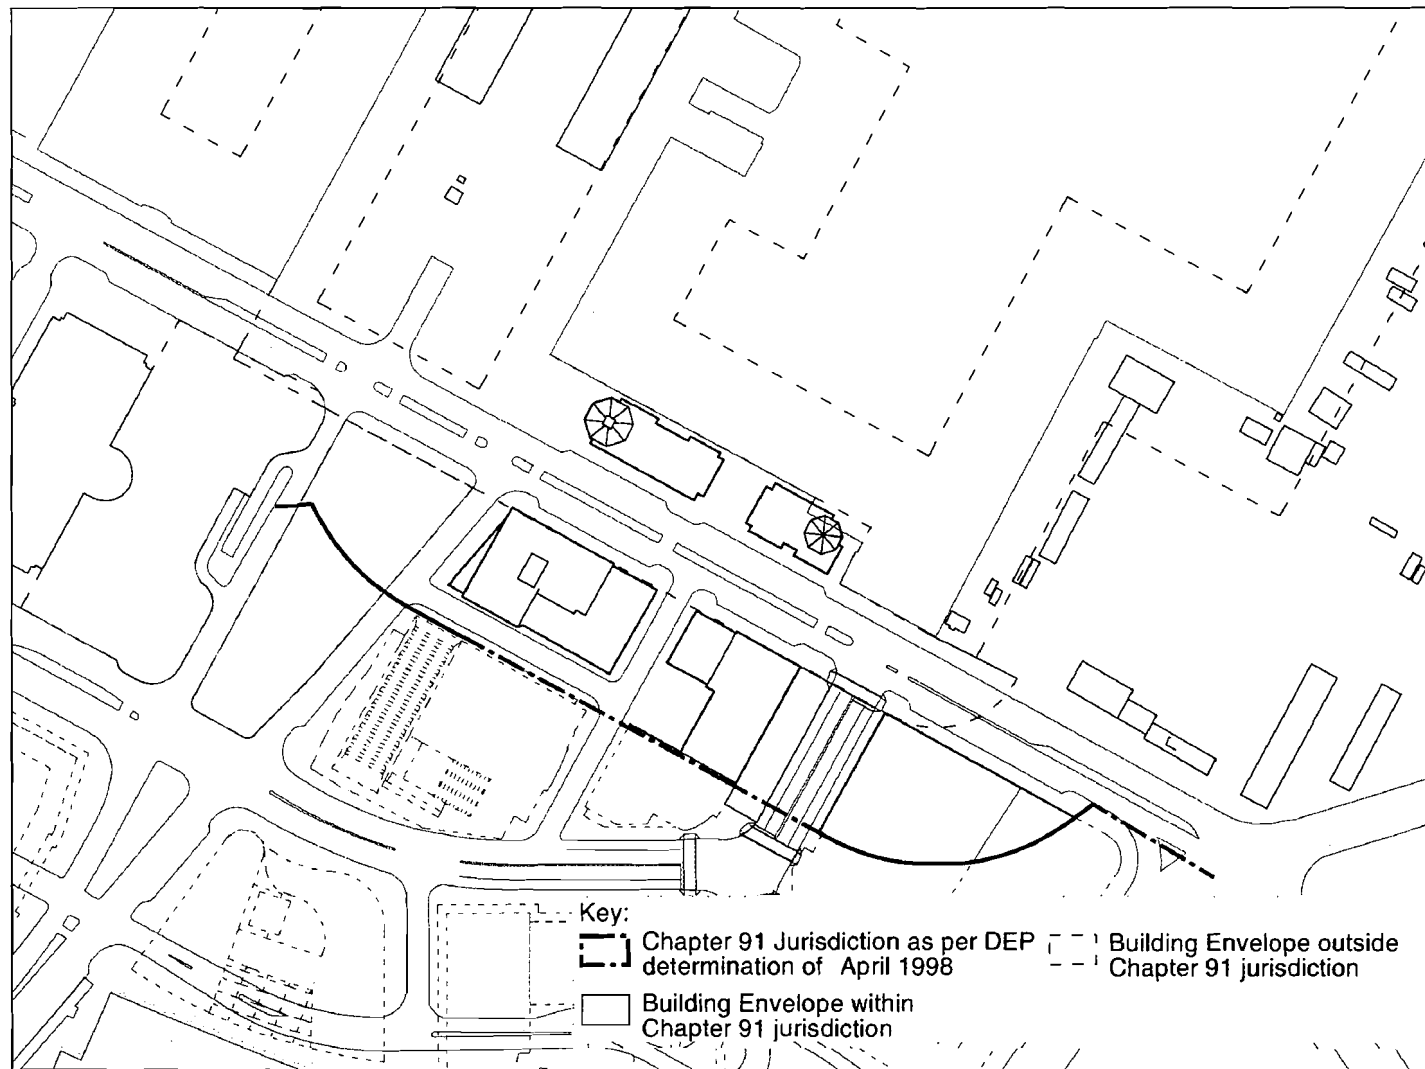 Key:
Chapter 91 Jurisdiction as per DEP
determination of April 1998
Building Envelope within
Chapter 91 jurisdiction
Building Envelope outside
Chapter 91 jurisdiction